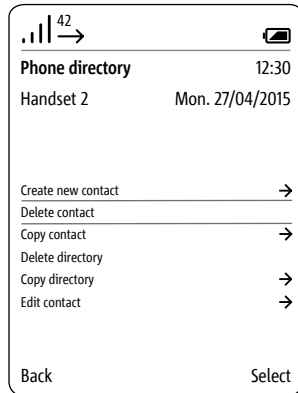 42
Phone directory 12:30
Handset 2 Mon. 27/04/2015
Create new contact
Delete contact
Copy contact
Delete directory
Copy directory
Edit contact
Back Select